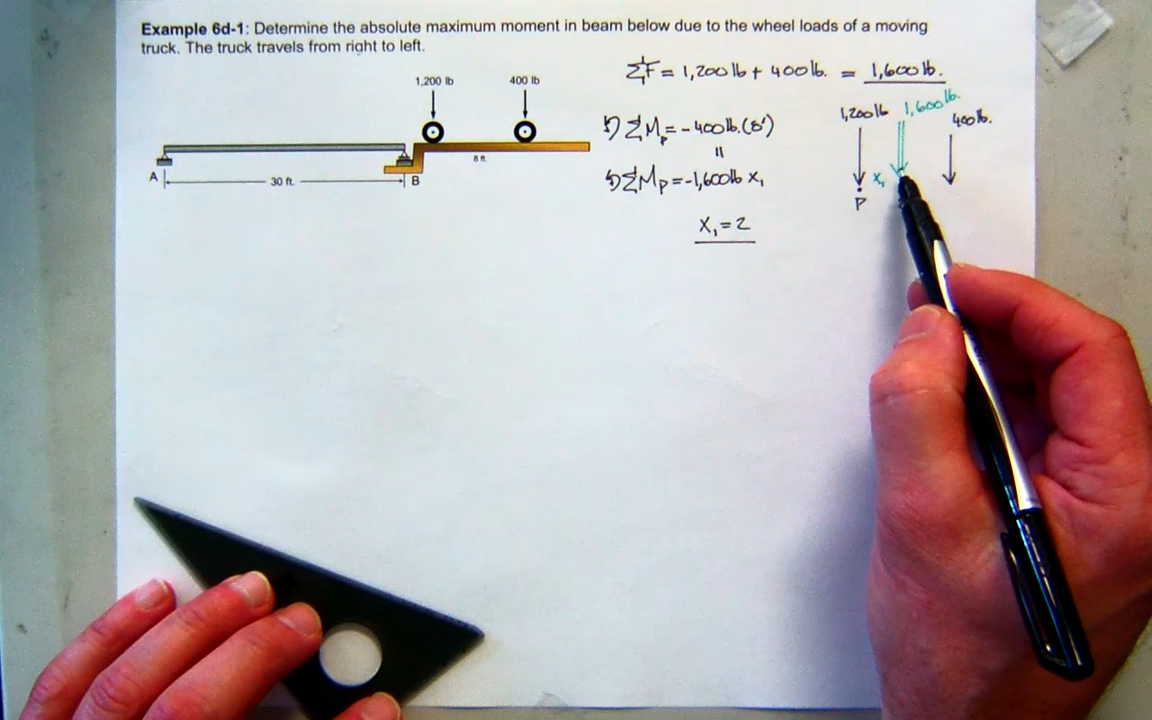 Example 6d-1: Determine the absolute maximum moment in beam below due to the wheel loads of a moving
truck. The truck travels from right to left.
1,200 lb
400 lb
8 ft.
A
30 ft.
B
ΣF = 1,200 lb + 400 lb. = 1,600 lb.
ΣM_P = -400 lb. (8')
=
ΣM_P = -1,600 lb x₁
x₁ = 2
1,200 lb
1,600 lb.
400 lb.
x₁
P